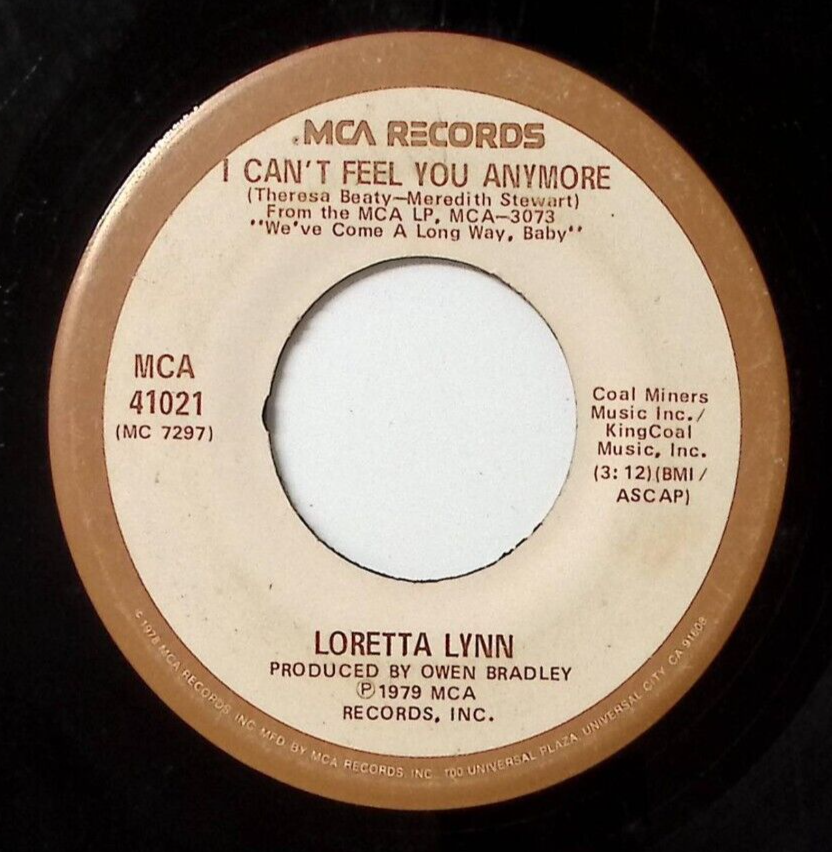 MCA RECORDS
I CAN'T FEEL YOU ANYMORE
(Theresa Beaty—Meredith Stewart)
From the MCA LP, MCA—3073
"We've Come A Long Way, Baby"
MCA
41021
(MC 7297)
Coal Miners
Music Inc./
KingCoal
Music, Inc.
(3:12)(BMI/
ASCAP)
LORETTA LYNN
PRODUCED BY OWEN BRADLEY
Ⓟ1979 MCA
RECORDS, INC.
© 1978 MCA RECORDS INC MFD BY MCA RECORDS, INC 100 UNIVERSAL PLAZA, UNIVERSAL CITY, CA 91608